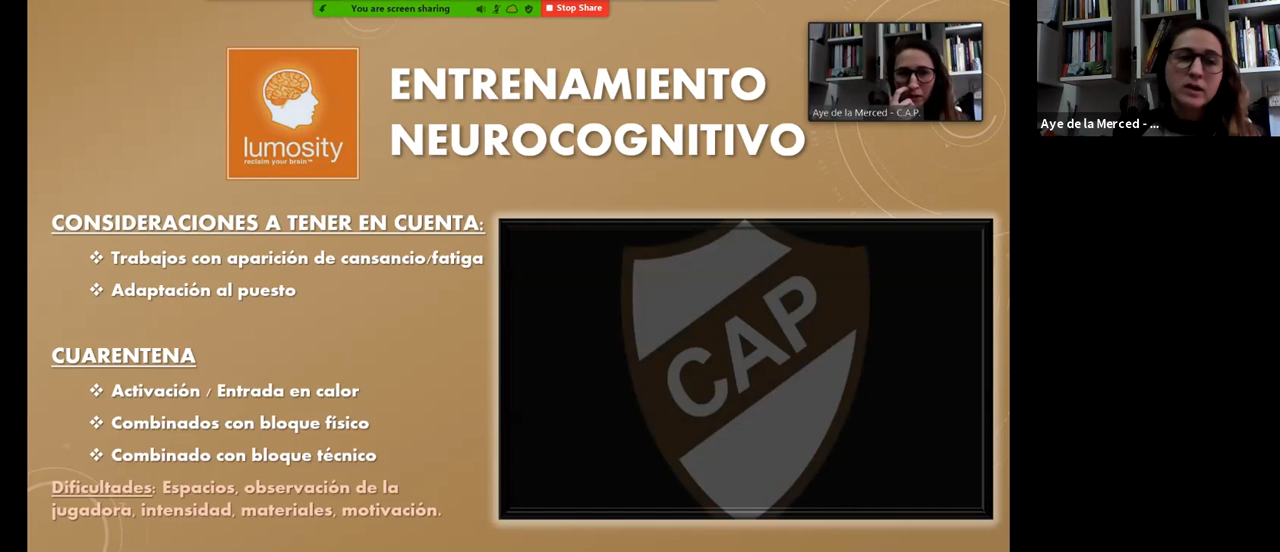 You are screen sharing
Stop Share
lumosity
reclaim your brain™
ENTRENAMIENTO
NEUROCOGNITIVO
Aye de la Merced - C.A.P.
Aye de la Merced - ...
CONSIDERACIONES A TENER EN CUENTA:
❖ Trabajos con aparición de cansancio/fatiga
❖ Adaptación al puesto
CUARENTENA
❖ Activación / Entrada en calor
❖ Combinados con bloque físico
❖ Combinado con bloque técnico
Dificultades: Espacios, observación de la
jugadora, intensidad, materiales, motivación.
CAP